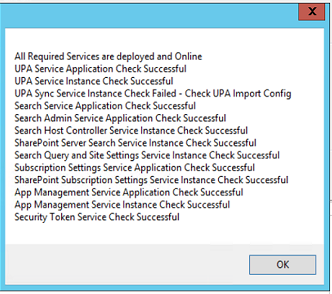 X
All Required Services are deployed and Online
UPA Service Application Check Successful
UPA Service Instance Check Successful
UPA Sync Service Instance Check Failed - Check UPA Import Config
Search Service Application Check Successful
Search Admin Service Application Check Successful
Search Host Controller Service Instance Check Successful
SharePoint Server Search Service Instance Check Successful
Search Query and Site Settings Service Instance Check Successful
Subscription Settings Service Application Check Successful
SharePoint Subscription Settings Service Instance Check Successful
App Management Service Application Check Successful
App Management Service Instance Check Successful
Security Token Service Check Successful
OK